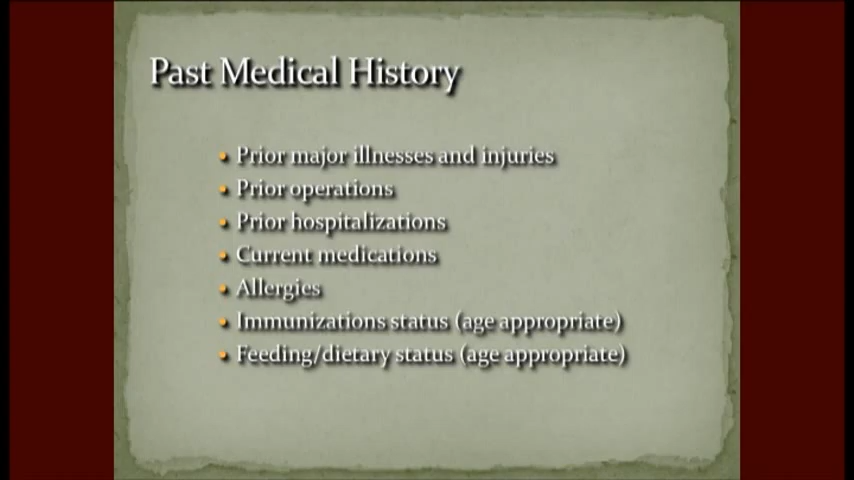 Past Medical History
• Prior major illnesses and injuries
• Prior operations
• Prior hospitalizations
• Current medications
• Allergies
• Immunizations status (age appropriate)
• Feeding/dietary status (age appropriate)